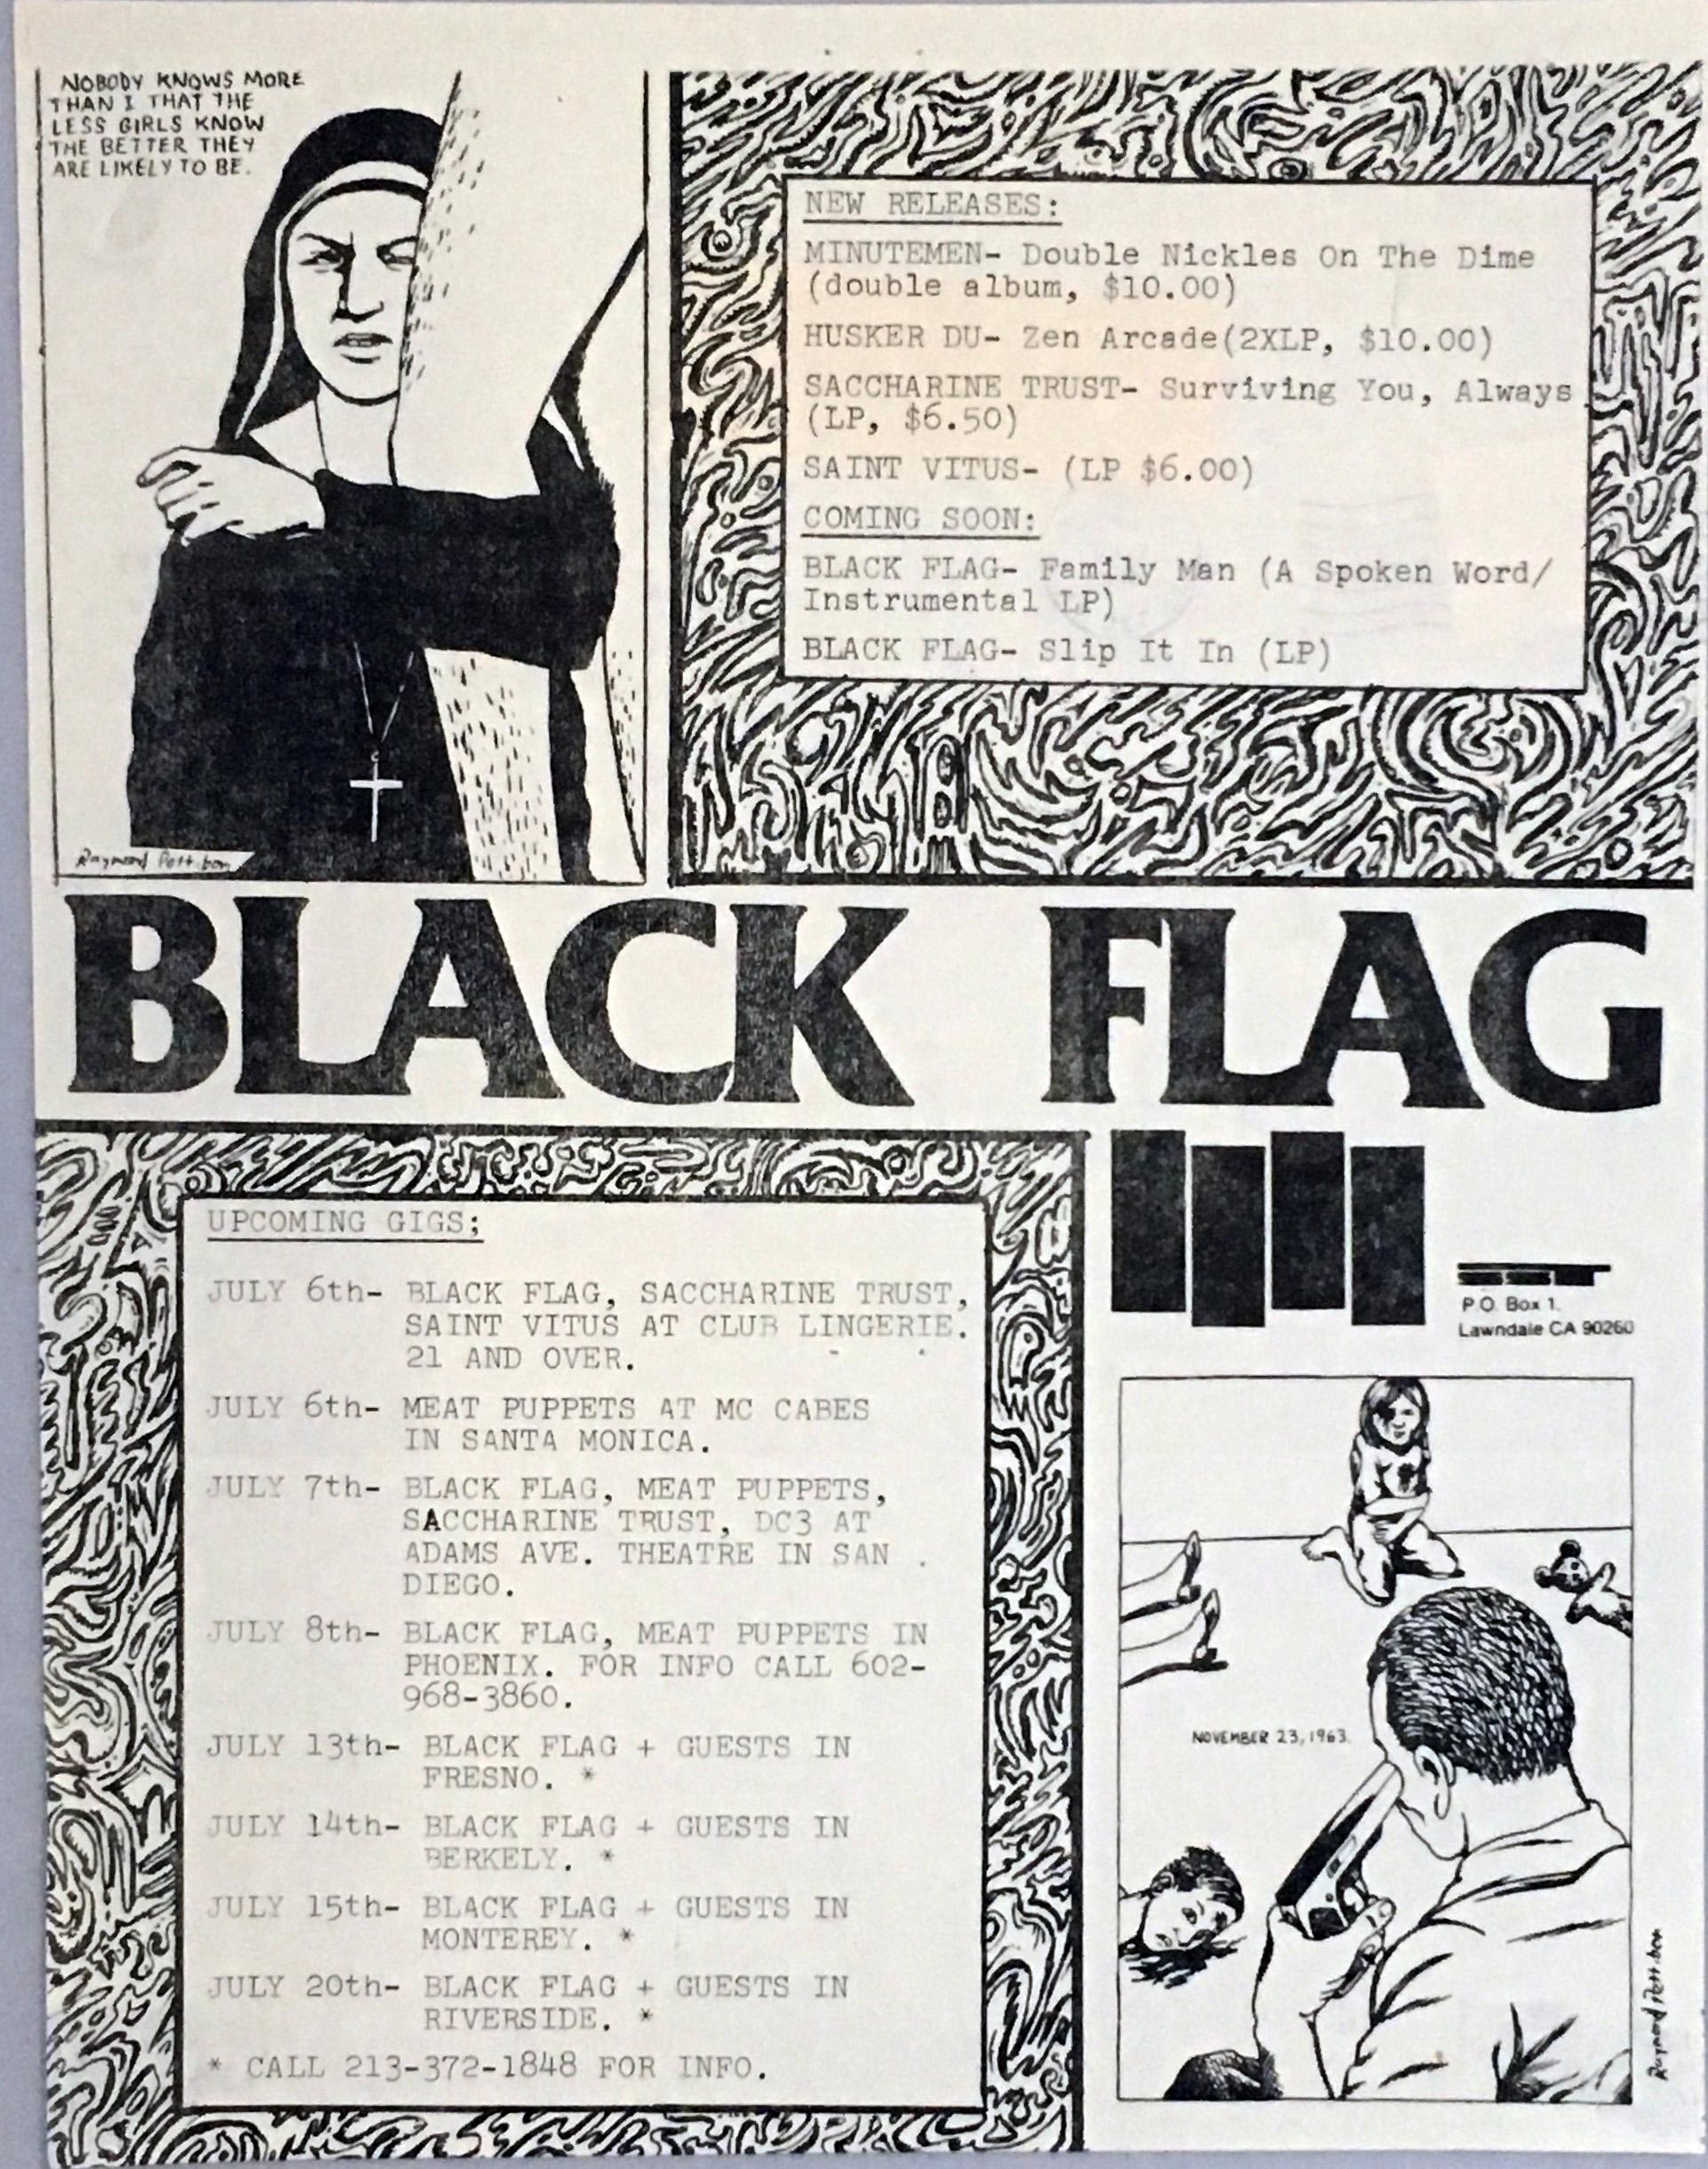 NOBODY KNOWS MORE
THAN I THAT THE
LESS GIRLS KNOW
THE BETTER THEY
ARE LIKELY TO BE.
Raymond Pettibon
NEW RELEASES:
MINUTEMEN- Double Nickles On The Dime
(double album, $10.00)
HUSKER DU- Zen Arcade(2XLP, $10.00)
SACCHARINE TRUST- Surviving You, Always
(LP, $6.50)
SAINT VITUS- (LP $6.00)
COMING SOON:
BLACK FLAG- Family Man (A Spoken Word/
Instrumental LP)
BLACK FLAG- Slip It In (LP)
BLACK FLAG
UPCOMING GIGS;
JULY 6th- BLACK FLAG, SACCHARINE TRUST,
SAINT VITUS AT CLUB LINGERIE.
21 AND OVER.
JULY 6th- MEAT PUPPETS AT MC CABES
IN SANTA MONICA.
JULY 7th- BLACK FLAG, MEAT PUPPETS,
SACCHARINE TRUST, DC3 AT
ADAMS AVE. THEATRE IN SAN
DIEGO.
JULY 8th- BLACK FLAG, MEAT PUPPETS IN
PHOENIX. FOR INFO CALL 602-
968-3860.
JULY 13th- BLACK FLAG + GUESTS IN
FRESNO. *
JULY 14th- BLACK FLAG + GUESTS IN
BERKELY. *
JULY 15th- BLACK FLAG + GUESTS IN
MONTEREY. *
JULY 20th- BLACK FLAG + GUESTS IN
RIVERSIDE. *
* CALL 213-372-1848 FOR INFO.
SST
P.O. Box 1,
Lawndale CA 90260
NOVEMBER 23, 1963.
Raymond Pettibon